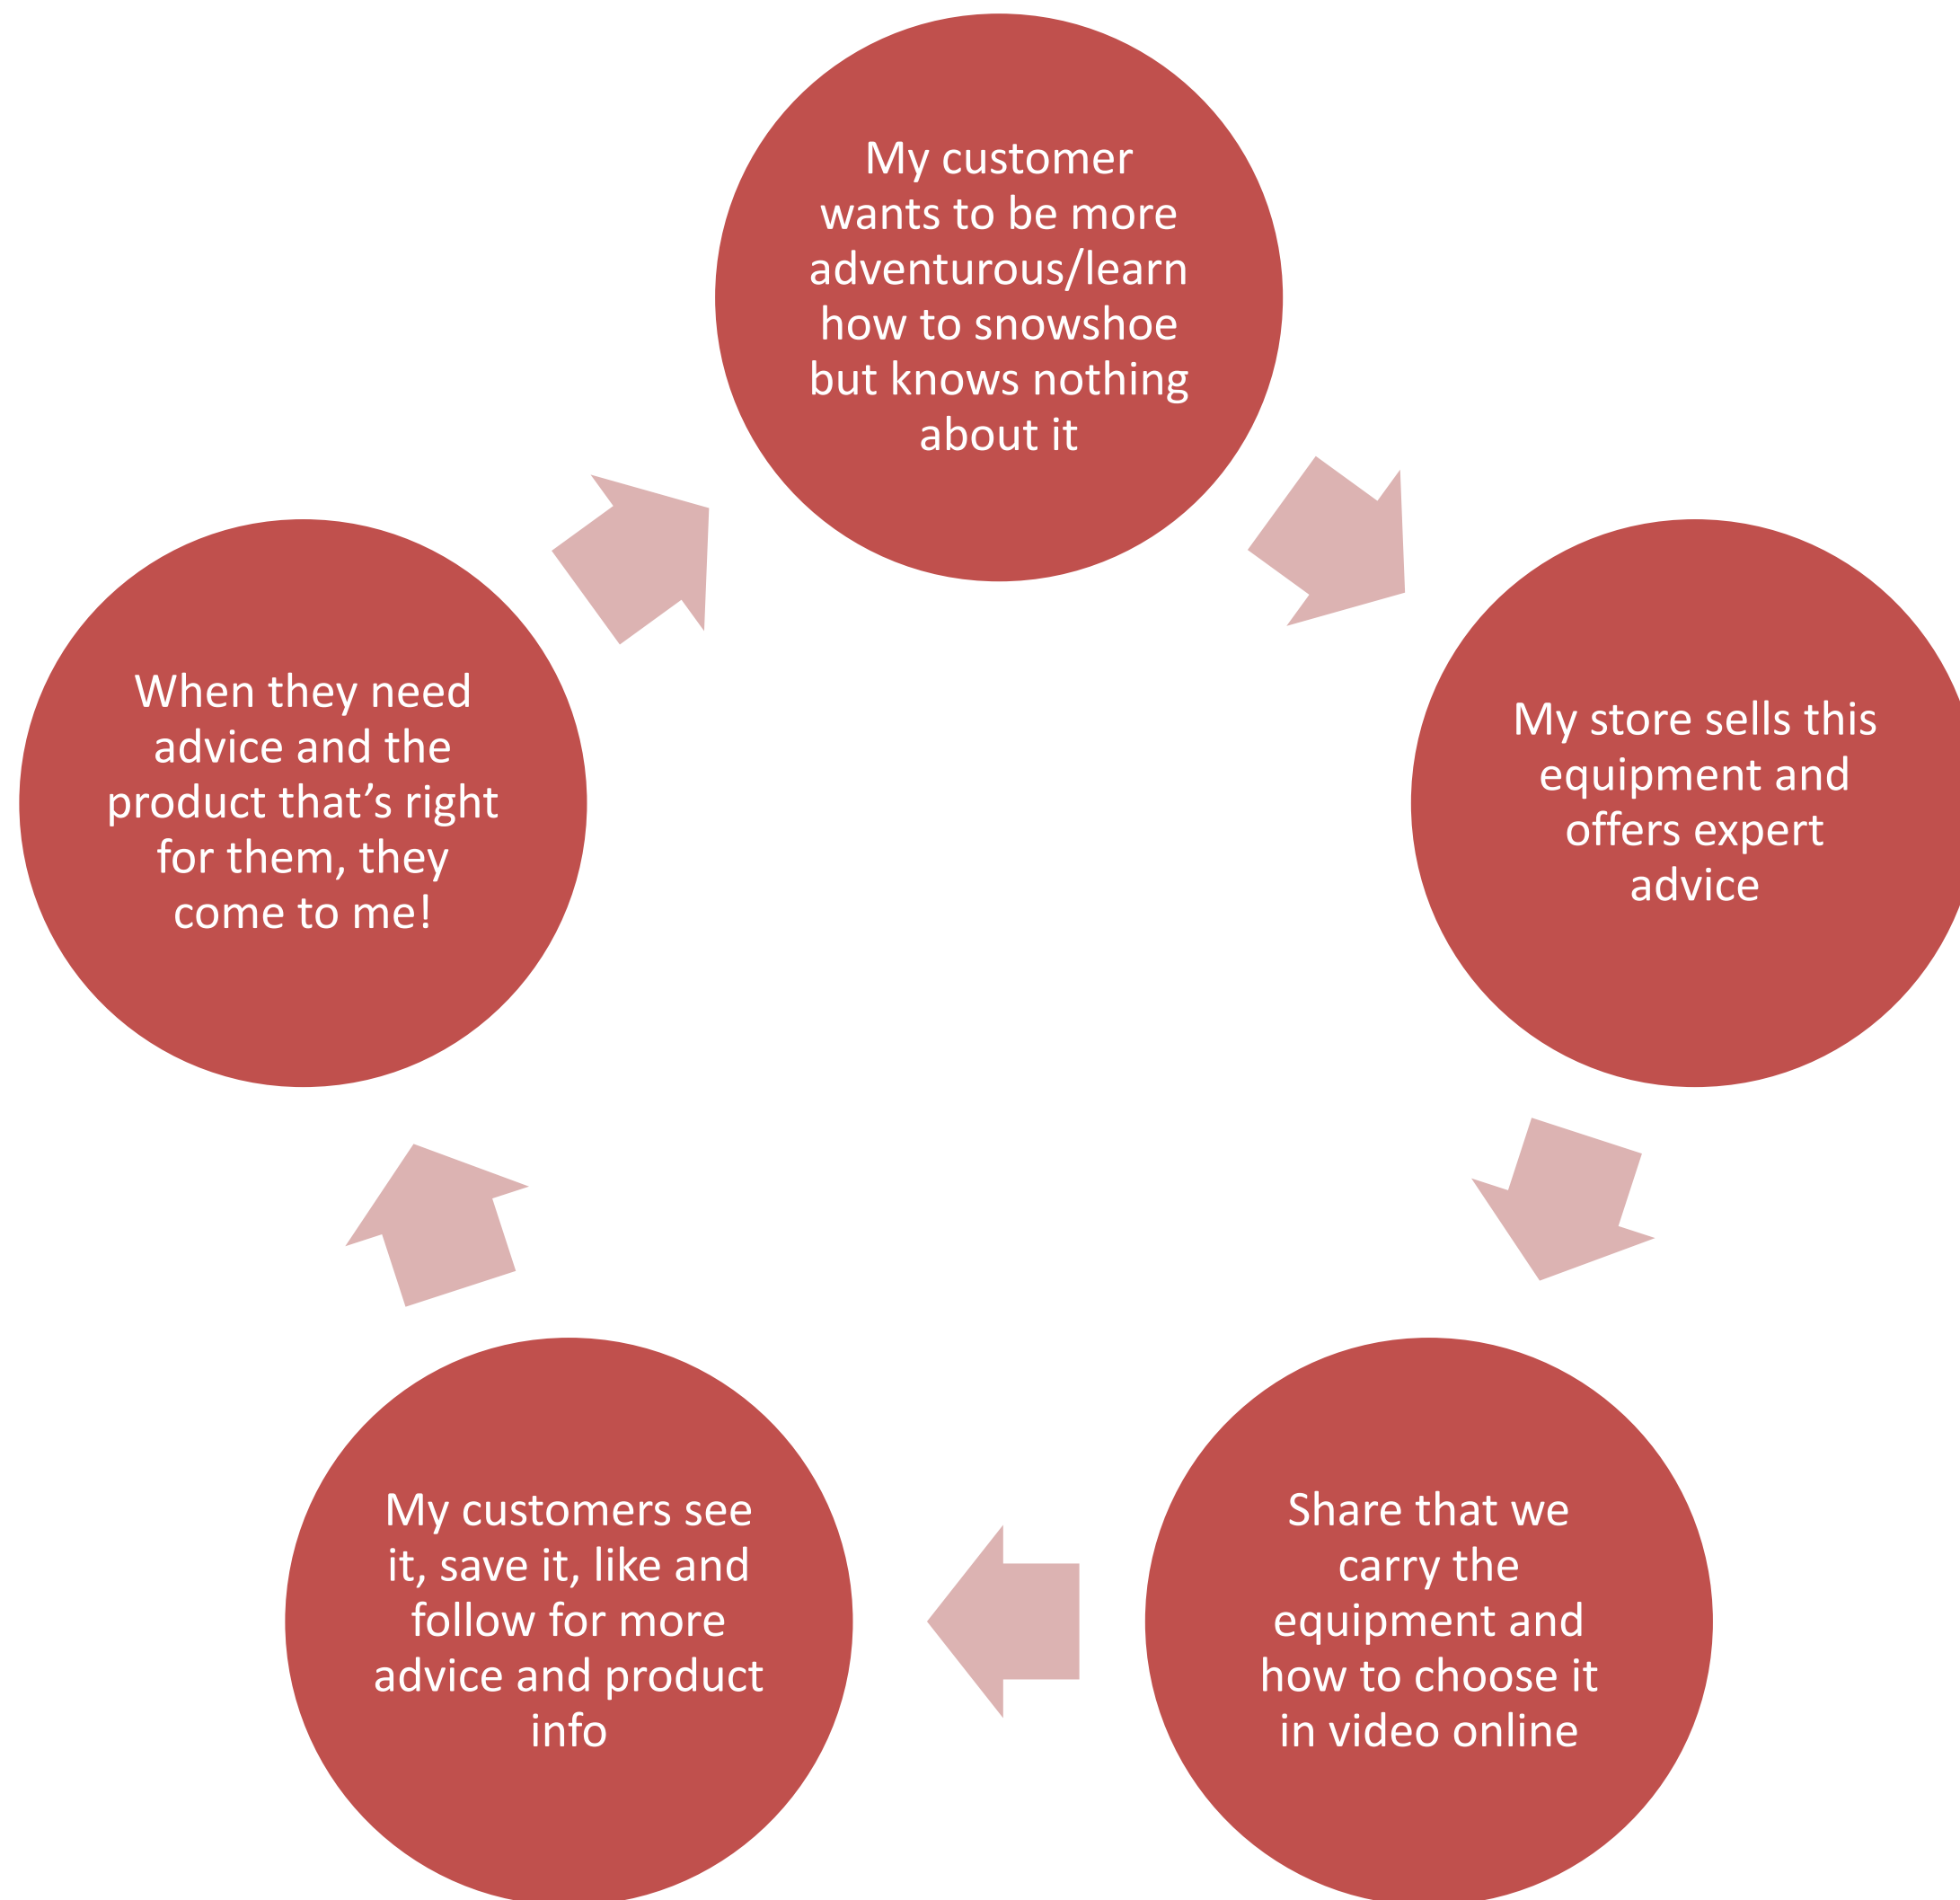 My customer
wants to be more
adventurous/learn
how to snowshoe
but knows nothing
about it
My store sells this
equipment and
offers expert
advice
Share that we
carry the
equipment and
how to choose it
in video online
My customers see
it, save it, like and
follow for more
advice and product
info
When they need
advice and the
product that’s right
for them, they
come to me!